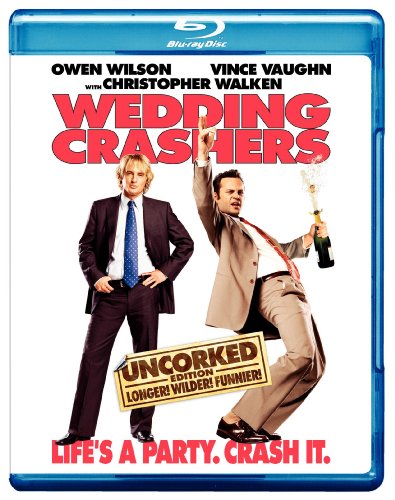 Blu-ray Disc
OWEN WILSON VINCE VAUGHN
WITH CHRISTOPHER WALKEN
WEDDING
CRASHERS
UNCORKED
EDITION
LONGER! WILDER! FUNNIER!
LIFE'S A PARTY. CRASH IT.